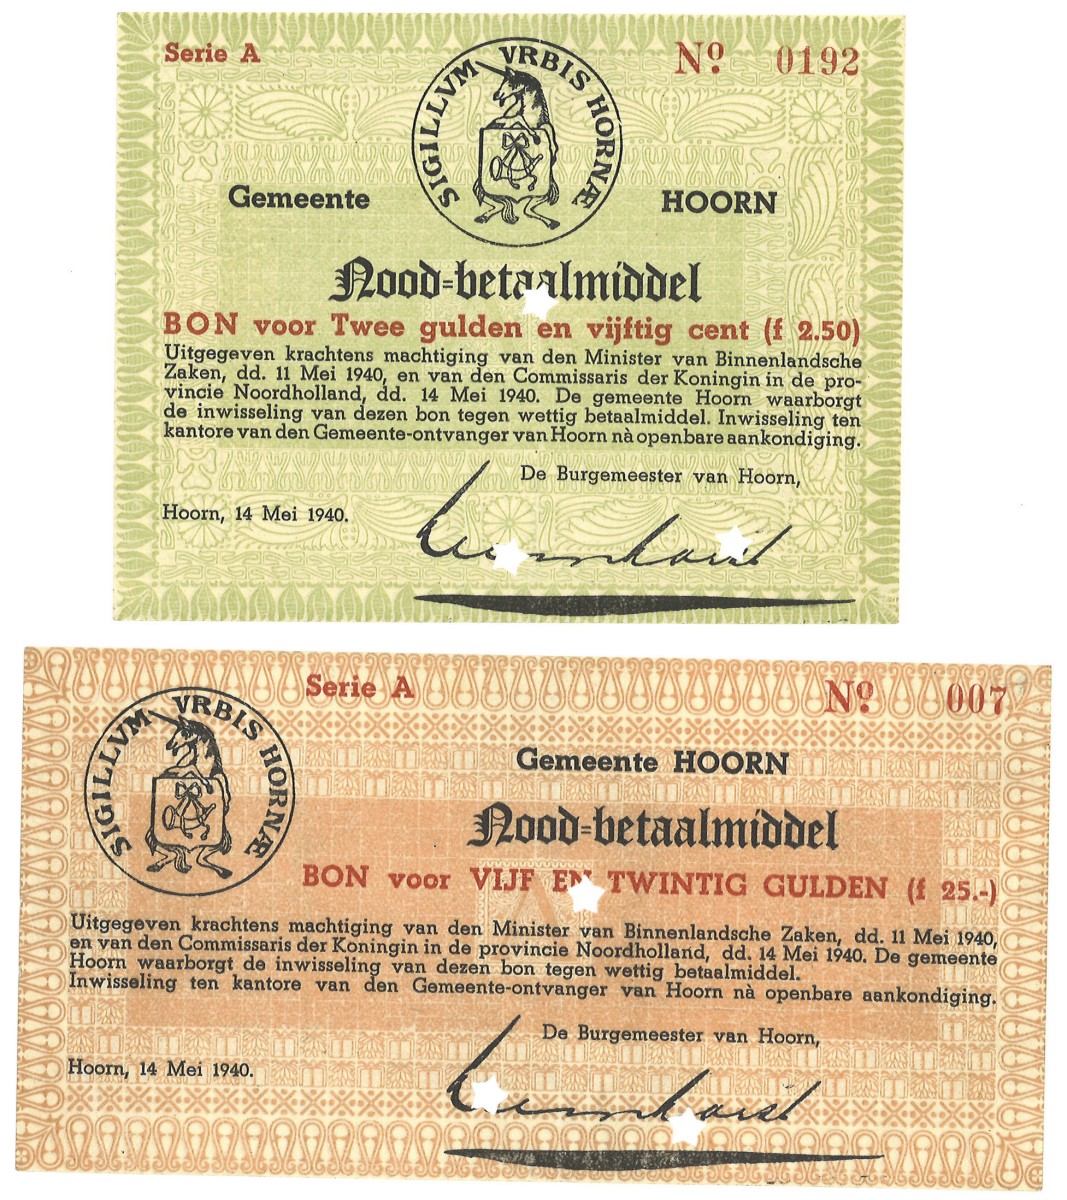 Serie A
Nº 0192
SIGILLVM VRBIS HORNÆ
Gemeente HOORN
Nood=betaalmiddel
BON voor Twee gulden en vijftig cent (f 2.50)
Uitgegeven krachtens machtiging van den Minister van Binnenlandsche
Zaken, dd. 11 Mei 1940, en van den Commissaris der Koningin in de pro-
vincie Noordholland, dd. 14 Mei 1940. De gemeente Hoorn waarborgt
de inwisseling van dezen bon tegen wettig betaalmiddel. Inwisseling ten
kantore van den Gemeente-ontvanger van Hoorn nà openbare aankondiging.
De Burgemeester van Hoorn,
Hoorn, 14 Mei 1940.
Serie A
Nº 007
SIGILLVM VRBIS HORNÆ
Gemeente HOORN
Nood=betaalmiddel
BON voor VIJF EN TWINTIG GULDEN (f 25.-)
Uitgegeven krachtens machtiging van den Minister van Binnenlandsche Zaken, dd. 11 Mei 1940,
en van den Commissaris der Koningin in de provincie Noordholland, dd. 14 Mei 1940. De gemeente
Hoorn waarborgt de inwisseling van dezen bon tegen wettig betaalmiddel.
Inwisseling ten kantore van den Gemeente-ontvanger van Hoorn nà openbare aankondiging.
De Burgemeester van Hoorn,
Hoorn, 14 Mei 1940.